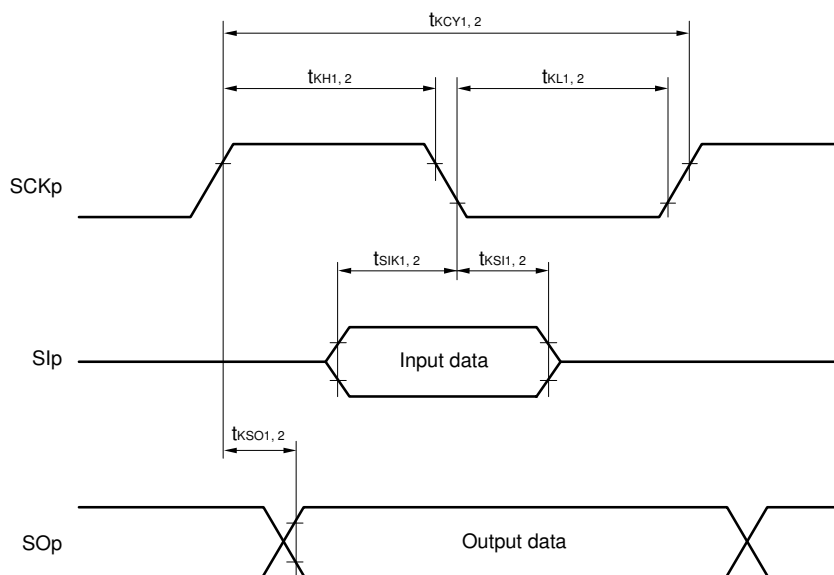 tKCY1, 2
tKH1, 2
tKL1, 2
SCKp
tSIK1, 2
tKSI1, 2
SIp
Input data
tKSO1, 2
SOp
Output data